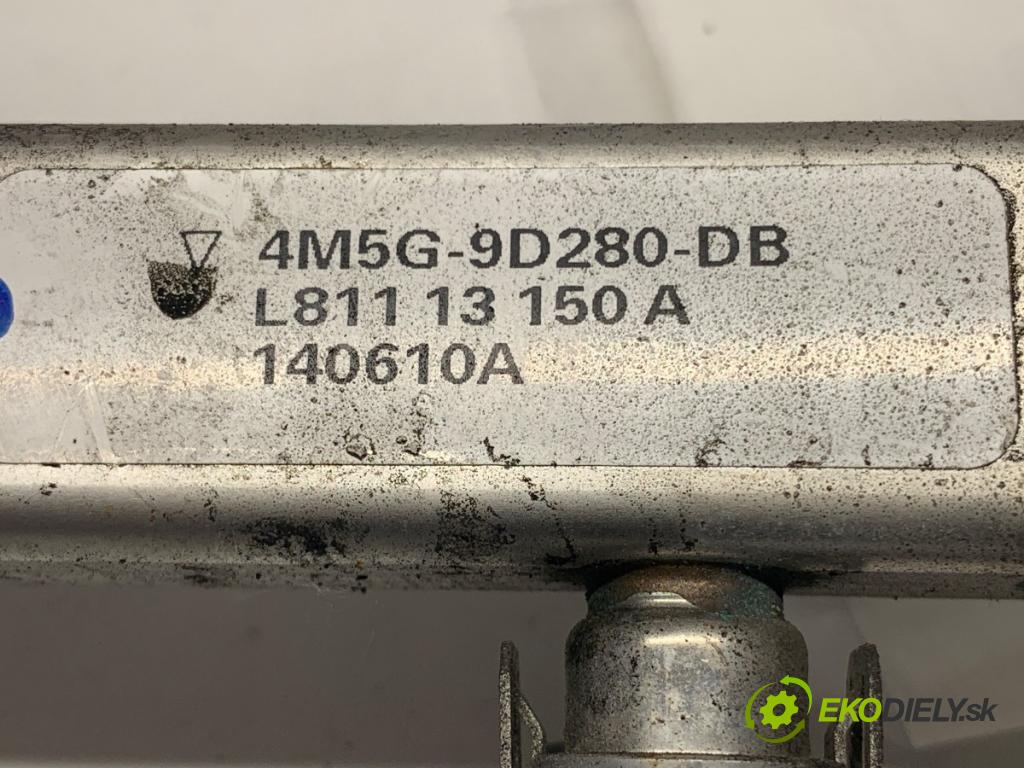 4M5G-9D280-DB
L811 13 150 A
140610A
EKODIELY.sk